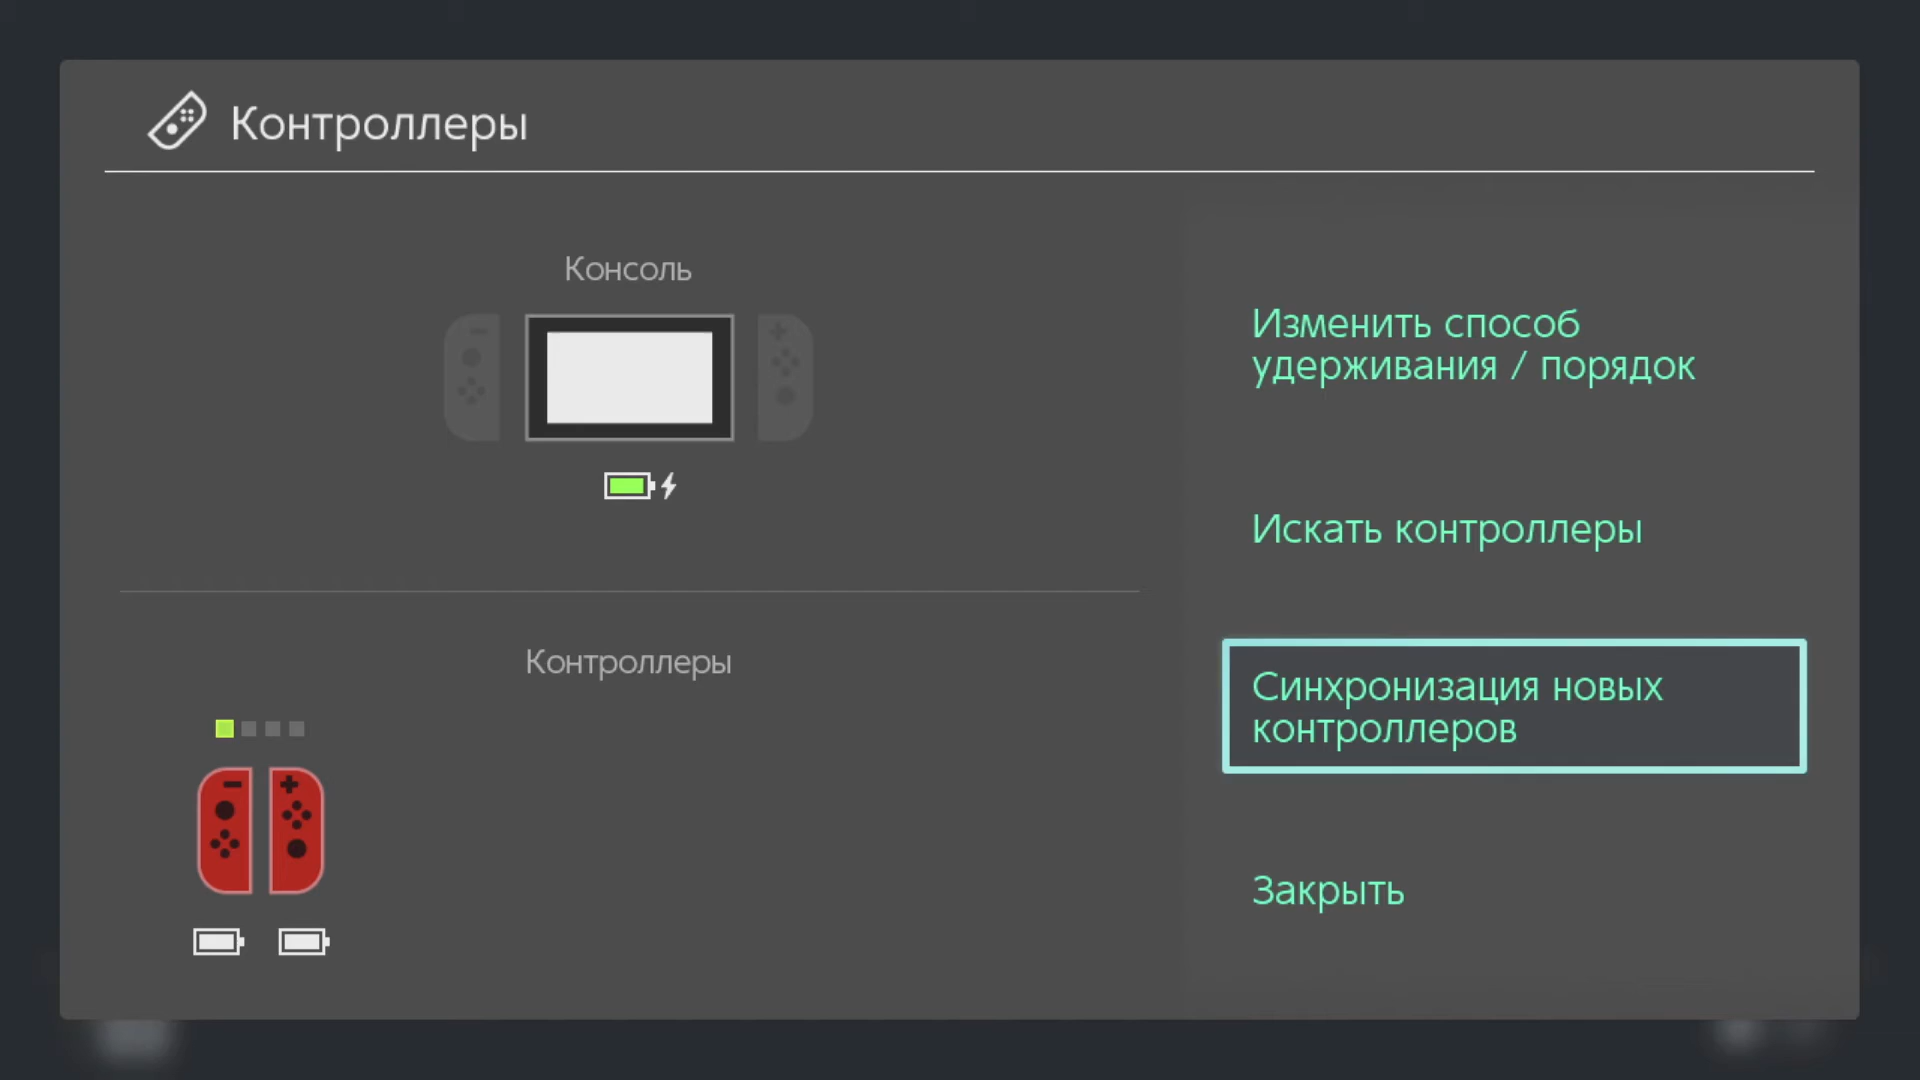 Контроллеры
Консоль
Контроллеры
Изменить способ
удерживания / порядок
Искать контроллеры
Синхронизация новых
контроллеров
Закрыть